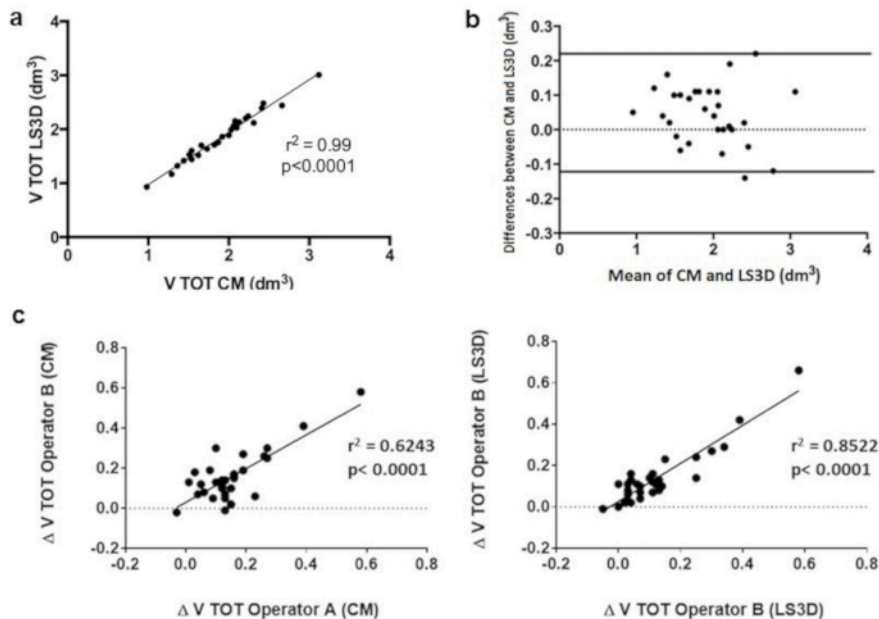 a
V TOT LS3D (dm³)
4
3
2
1
0
0
1
2
3
4
r² = 0.99
p<0.0001
V TOT CM (dm³)
b
Differences between CM and LS3D (dm³)
0.3
0.2
0.1
0.0
-0.1
-0.2
-0.3
0
1
2
3
4
Mean of CM and LS3D (dm³)
c
Δ V TOT Operator B (CM)
0.8
0.6
0.4
0.2
0.0
-0.2
-0.2
0.0
0.2
0.4
0.6
0.8
r² = 0.6243
p< 0.0001
Δ V TOT Operator A (CM)
Δ V TOT Operator B (LS3D)
0.8
0.6
0.4
0.2
0.0
-0.2
-0.2
0.0
0.2
0.4
0.6
0.8
r² = 0.8522
p< 0.0001
Δ V TOT Operator B (LS3D)